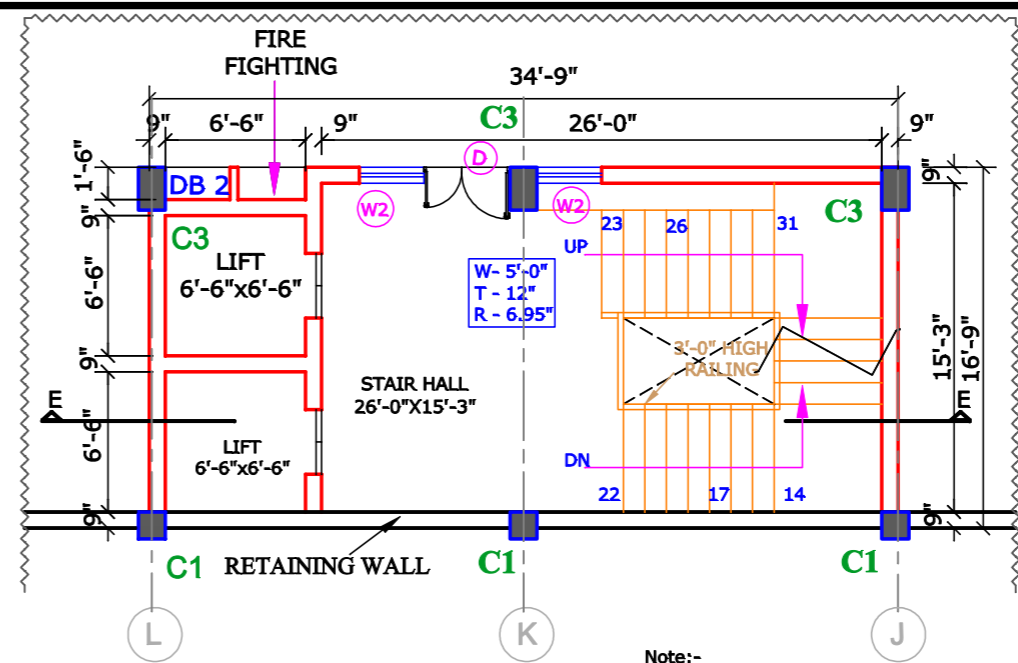 FIRE
FIGHTING
34'-9"
9"
6'-6"
9"
C3
26'-0"
9"
1'-6"
DB 2
D
W2
W2
9"
9"
C3
C3
23
26
31
UP
LIFT
6'-6"x6'-6"
W- 5'-0"
T - 12"
R - 6.95"
6'-6"
3'-0" HIGH
RAILING
15'-3"
16'-9"
9"
STAIR HALL
26'-0"X15'-3"
E
E
6'-6"
LIFT
6'-6"x6'-6"
DN
22
17
14
9"
9"
C1
RETAINING WALL
C1
C1
L
K
J
Note:-